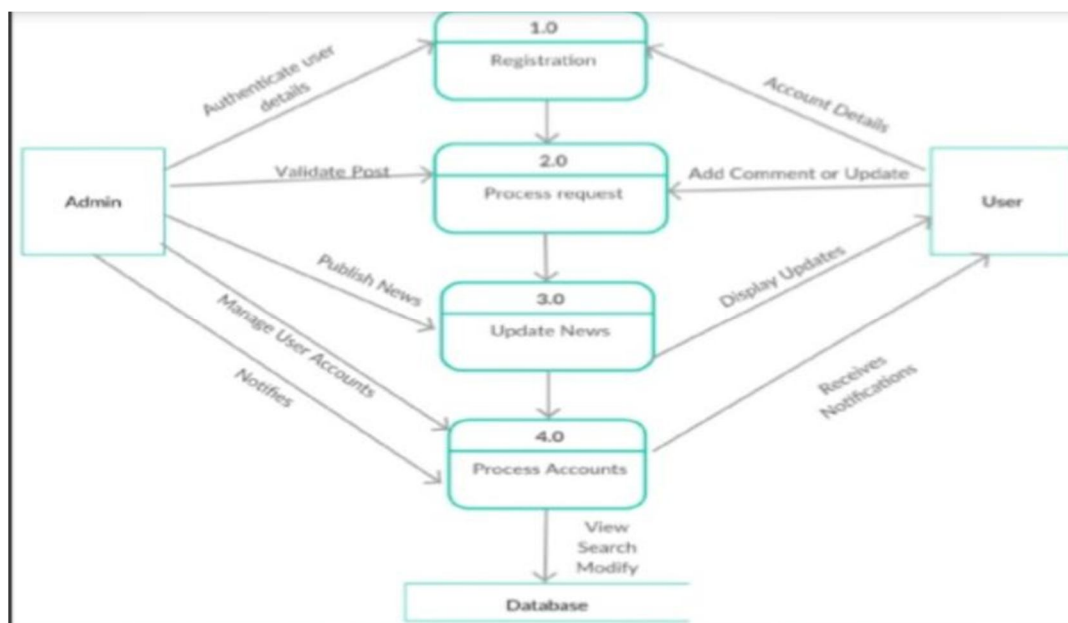 1.0
Registration
Authenticate user
details
Account Details
2.0
Process request
Validate Post
Add Comment or Update
Admin
User
Publish News
3.0
Update News
Display Updates
Manage User Accounts
Notifies
Receives
Notifications
4.0
Process Accounts
View
Search
Modify
Database